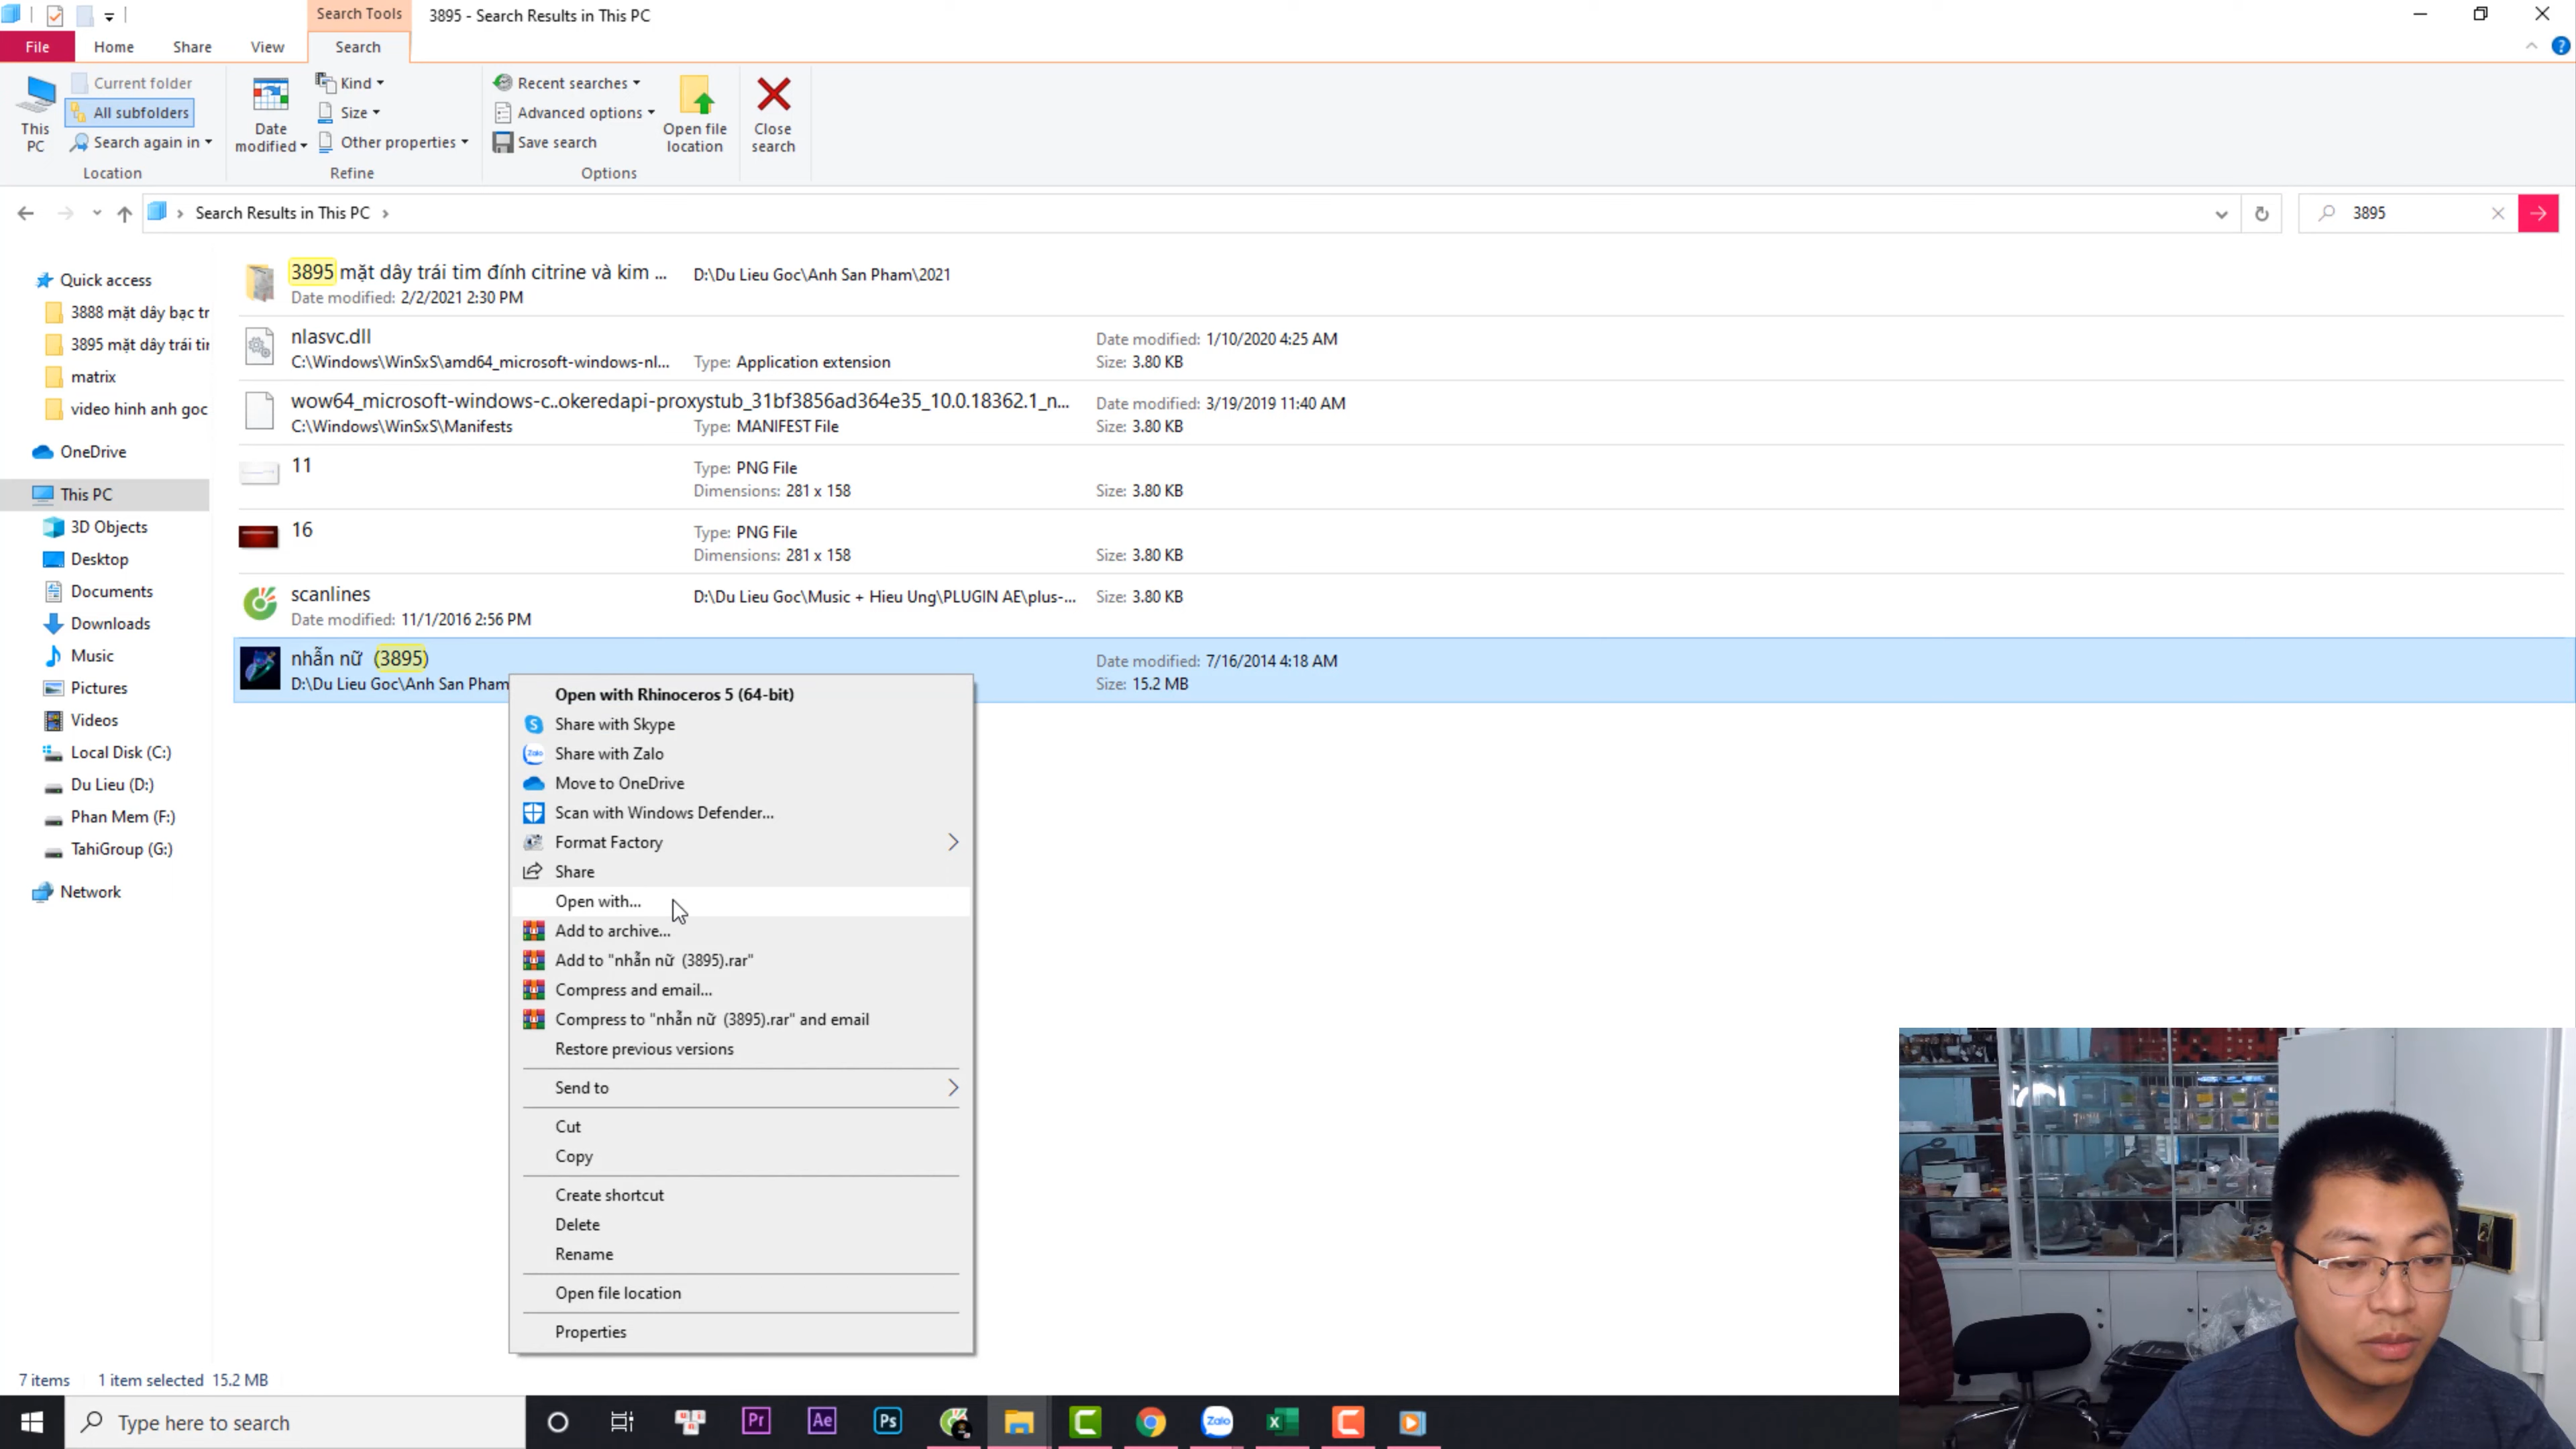 Search Tools
3895 - Search Results in This PC
File
Home
Share
View
Search
This PC
Current folder
All subfolders
Search again in
Location
Date modified
Kind
Size
Other properties
Refine
Recent searches
Advanced options
Save search
Options
Open file location
Close search
Search Results in This PC
3895
Quick access
3888 mặt dây bạc tr
3895 mặt dây trái tir
matrix
video hinh anh goc
OneDrive
This PC
3D Objects
Desktop
Documents
Downloads
Music
Pictures
Videos
Local Disk (C:)
Du Lieu (D:)
Phan Mem (F:)
TahiGroup (G:)
Network
3895 mặt dây trái tim đính citrine và kim ...
D:\Du Lieu Goc\Anh San Pham\2021
Date modified: 2/2/2021 2:30 PM
nlasvc.dll
Date modified: 1/10/2020 4:25 AM
C:\Windows\WinSxS\amd64_microsoft-windows-nl...
Type: Application extension
Size: 3.80 KB
wow64_microsoft-windows-c..okeredapi-proxystub_31bf3856ad364e35_10.0.18362.1_n...
Date modified: 3/19/2019 11:40 AM
C:\Windows\WinSxS\Manifests
Type: MANIFEST File
Size: 3.80 KB
11
Type: PNG File
Dimensions: 281 x 158
Size: 3.80 KB
16
Type: PNG File
Dimensions: 281 x 158
Size: 3.80 KB
scanlines
D:\Du Lieu Goc\Music + Hieu Ung\PLUGIN AE\plus-...
Size: 3.80 KB
Date modified: 11/1/2016 2:56 PM
nhẫn nữ (3895)
Date modified: 7/16/2014 4:18 AM
D:\Du Lieu Goc\Anh San Pham
Size: 15.2 MB
Open with Rhinoceros 5 (64-bit)
Share with Skype
Share with Zalo
Move to OneDrive
Scan with Windows Defender...
Format Factory
Share
Open with...
Add to archive...
Add to "nhẫn nữ (3895).rar"
Compress and email...
Compress to "nhẫn nữ (3895).rar" and email
Restore previous versions
Send to
Cut
Copy
Create shortcut
Delete
Rename
Open file location
Properties
7 items
1 item selected 15.2 MB
Type here to search
Pr
Ae
Ps
Zalo